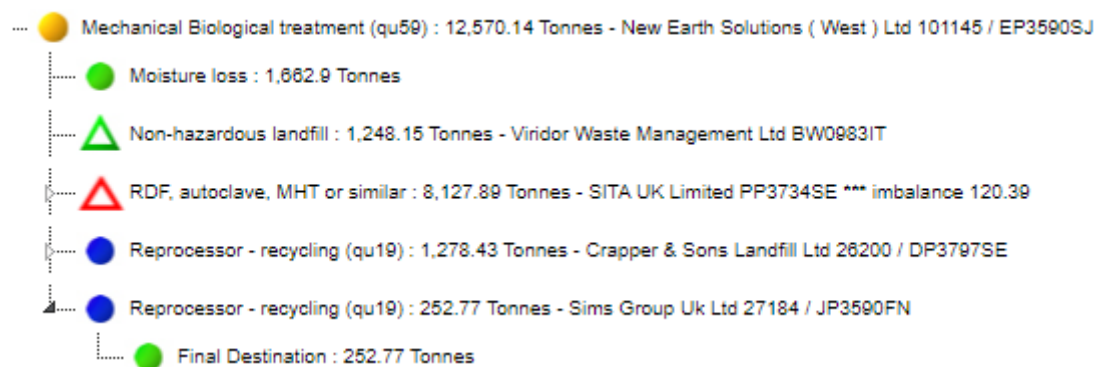 Mechanical Biological treatment (qu59) : 12,570.14 Tonnes - New Earth Solutions ( West ) Ltd 101145 / EP3590SJ
Moisture loss : 1,662.9 Tonnes
Non-hazardous landfill : 1,248.15 Tonnes - Viridor Waste Management Ltd BW0983IT
RDF, autoclave, MHT or similar : 8,127.89 Tonnes - SITA UK Limited PP3734SE *** imbalance 120.39
Reprocessor - recycling (qu19) : 1,278.43 Tonnes - Crapper & Sons Landfill Ltd 26200 / DP3797SE
Reprocessor - recycling (qu19) : 252.77 Tonnes - Sims Group Uk Ltd 27184 / JP3590FN
Final Destination : 252.77 Tonnes